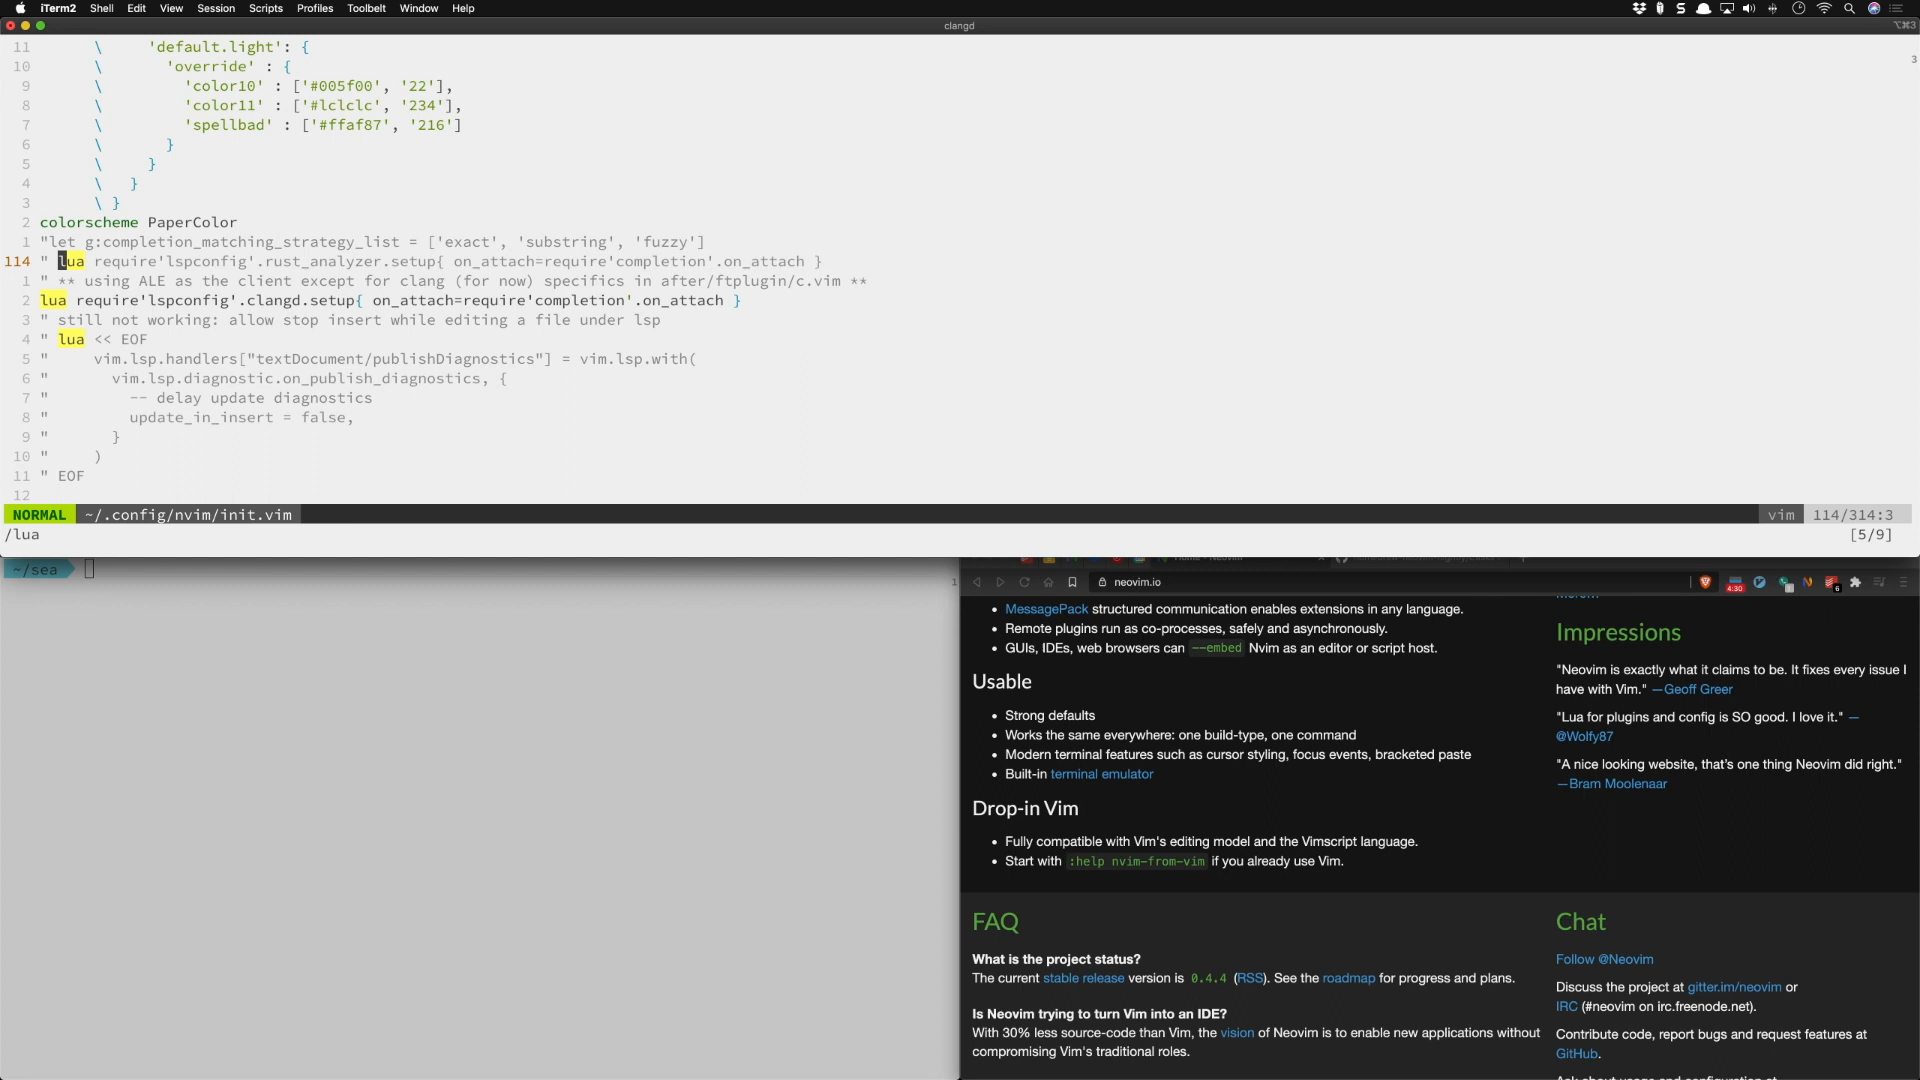 iTerm2 Shell Edit View Session Scripts Profiles Toolbelt Window Help
clangd
⌥⌘3
11 \ 'default.light': {
10 \ 'override' : {
9 \ 'color10' : ['#005f00', '22'],
8 \ 'color11' : ['#lclclc', '234'],
7 \ 'spellbad' : ['#ffaf87', '216']
6 \ }
5 \ }
4 \ }
3 \ }
2 colorscheme PaperColor
1 "let g:completion_matching_strategy_list = ['exact', 'substring', 'fuzzy']
114 " lua require'lspconfig'.rust_analyzer.setup{ on_attach=require'completion'.on_attach }
1 " ** using ALE as the client except for clang (for now) specifics in after/ftplugin/c.vim **
2 lua require'lspconfig'.clangd.setup{ on_attach=require'completion'.on_attach }
3 " still not working: allow stop insert while editing a file under lsp
4 " lua << EOF
5 " vim.lsp.handlers["textDocument/publishDiagnostics"] = vim.lsp.with(
6 " vim.lsp.diagnostic.on_publish_diagnostics, {
7 " -- delay update diagnostics
8 " update_in_insert = false,
9 " }
10 " )
11 " EOF
12
3
NORMAL ~/.config/nvim/init.vim vim 114/314:3
/lua [5/9]
~/sea
1
neovim.io
4:30
6
MessagePack structured communication enables extensions in any language.
Remote plugins run as co-processes, safely and asynchronously.
GUIs, IDEs, web browsers can --embed Nvim as an editor or script host.
Usable
Strong defaults
Works the same everywhere: one build-type, one command
Modern terminal features such as cursor styling, focus events, bracketed paste
Built-in terminal emulator
Drop-in Vim
Fully compatible with Vim's editing model and the Vimscript language.
Start with :help nvim-from-vim if you already use Vim.
Impressions
"Neovim is exactly what it claims to be. It fixes every issue I
have with Vim." —Geoff Greer
"Lua for plugins and config is SO good. I love it." —
@Wolfy87
"A nice looking website, that's one thing Neovim did right."
—Bram Moolenaar
FAQ
What is the project status?
The current stable release version is 0.4.4 (RSS). See the roadmap for progress and plans.
Is Neovim trying to turn Vim into an IDE?
With 30% less source-code than Vim, the vision of Neovim is to enable new applications without
compromising Vim's traditional roles.
Chat
Follow @Neovim
Discuss the project at gitter.im/neovim or
IRC (#neovim on irc.freenode.net).
Contribute code, report bugs and request features at
GitHub.